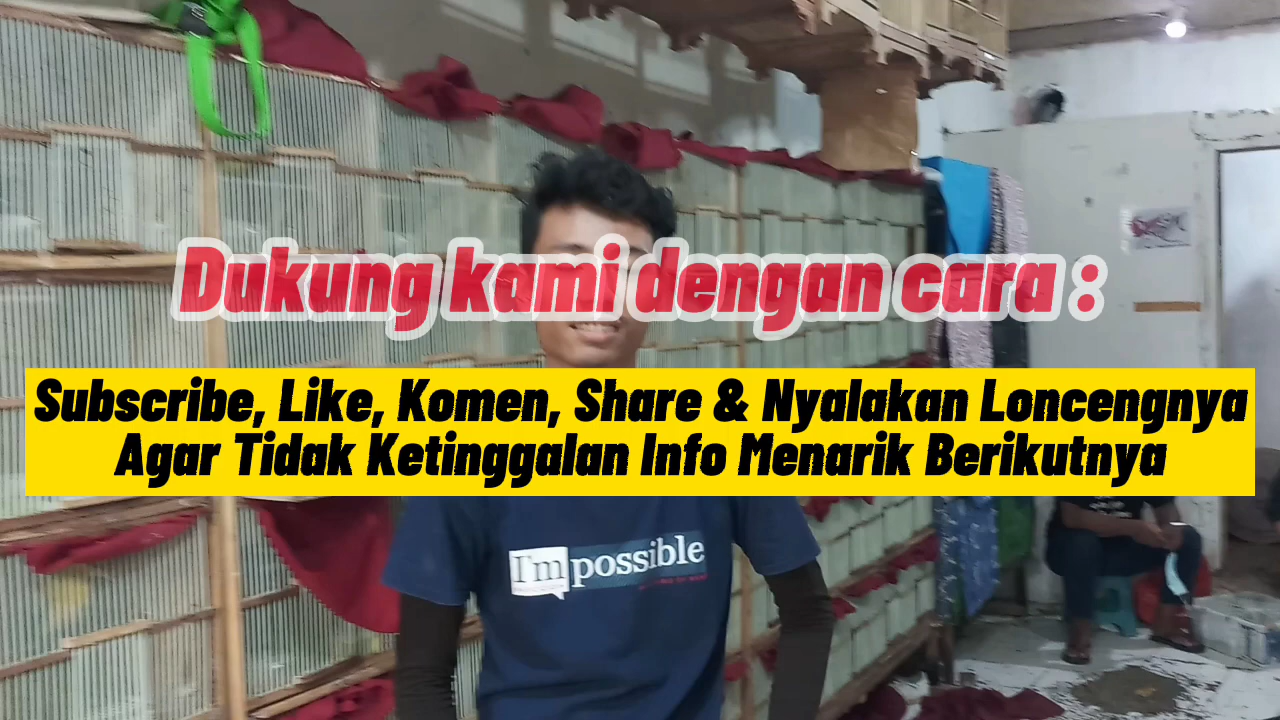 Dukung kami dengan cara :
Subscribe, Like, Komen, Share & Nyalakan Loncengnya
Agar Tidak Ketinggalan Info Menarik Berikutnya
I'm possible